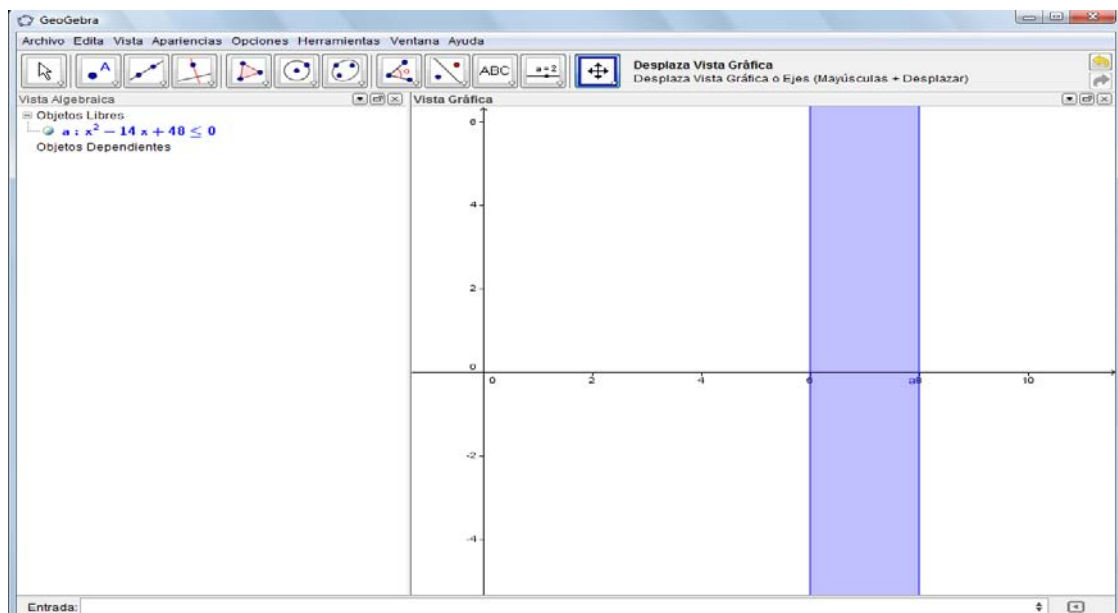 GeoGebra
Archivo Edita Vista Apariencias Opciones Herramientas Ventana Ayuda
A
ABC
a=2
Desplaza Vista Gráfica
Desplaza Vista Gráfica o Ejes (Mayúsculas + Desplazar)
Vista Algebraica
Vista Gráfica
Objetos Libres
a : x² − 14 x + 48 ≤ 0
Objetos Dependientes
6
4
2
0
0 2 4 6 a8 10
-2
-4
Entrada: